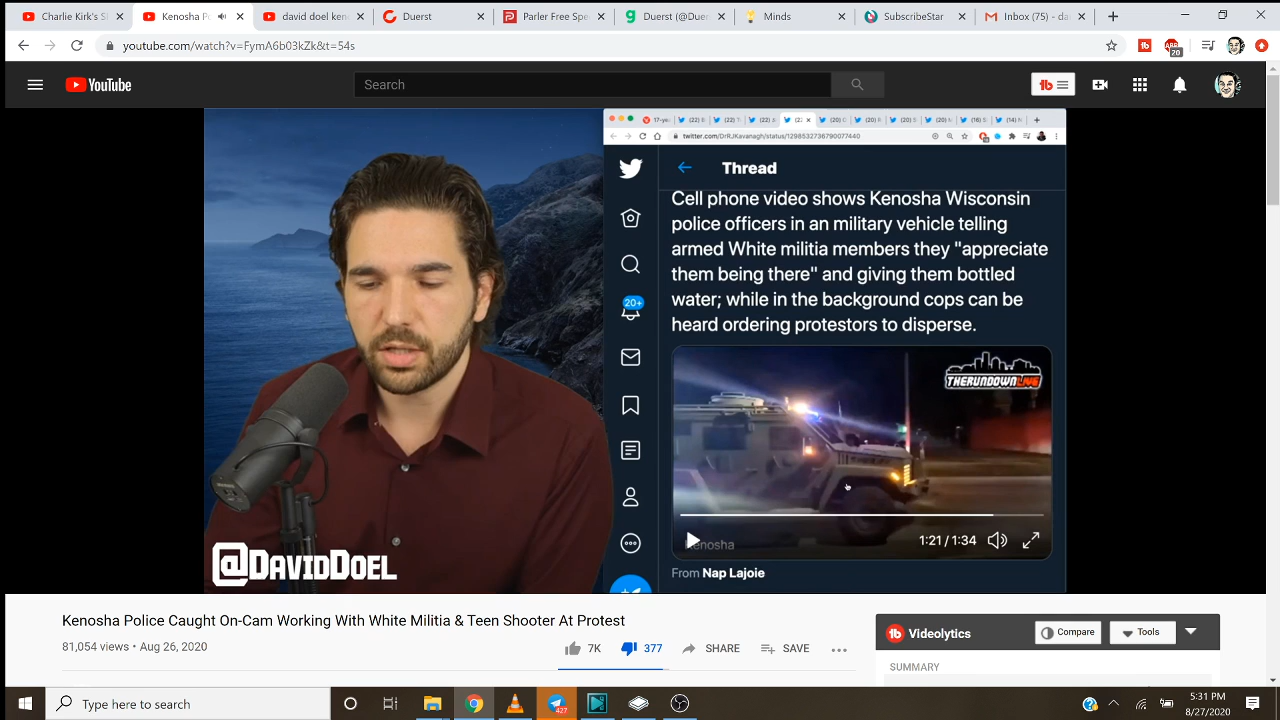 Charlie Kirk's S
Kenosha P
david doel ken
Duerst
Parler Free Spe
Duerst (@Due
Minds
SubscribeStar
Inbox (75) - da
youtube.com/watch?v=FymA6b03kZk&t=54s
20
YouTube
Search
twitter.com/DrRJKavanagh/status/1298532736790077440
Thread
Cell phone video shows Kenosha Wisconsin
police officers in an military vehicle telling
armed White militia members they "appreciate
them being there" and giving them bottled
water; while in the background cops can be
heard ordering protestors to disperse.
20+
THERUNDOWNLIVE
Kenosha
1:21 / 1:34
From Nap Lajoie
@DavidDoel
Kenosha Police Caught On-Cam Working With White Militia & Teen Shooter At Protest
81,054 views • Aug 26, 2020
7K
377
SHARE
SAVE
Videolytics
Compare
Tools
SUMMARY
Type here to search
427
5:31 PM
8/27/2020